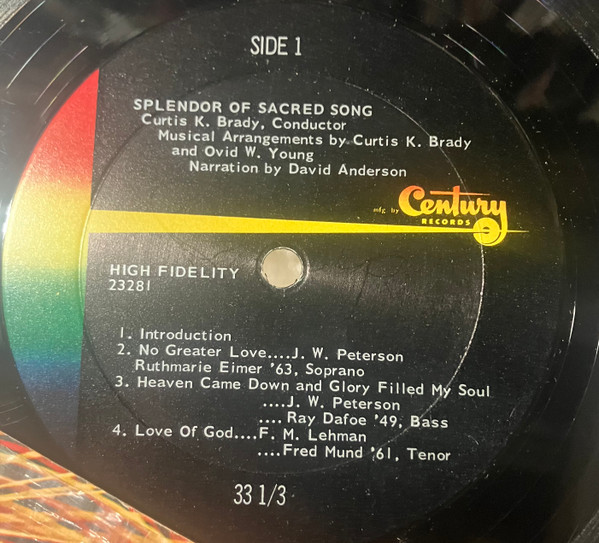 SIDE 1
SPLENDOR OF SACRED SONG
Curtis K. Brady, Conductor
Musical Arrangements by Curtis K. Brady
and Ovid W. Young
Narration by David Anderson
mfg by Century
RECORDS
HIGH FIDELITY
23281
1. Introduction
2. No Greater Love....J. W. Peterson
Ruthmarie Eimer '63, Soprano
3. Heaven Came Down and Glory Filled My Soul
....J. W. Peterson
....Ray Dafoe '49, Bass
4. Love Of God....F. M. Lehman
....Fred Mund '61, Tenor
33 1/3